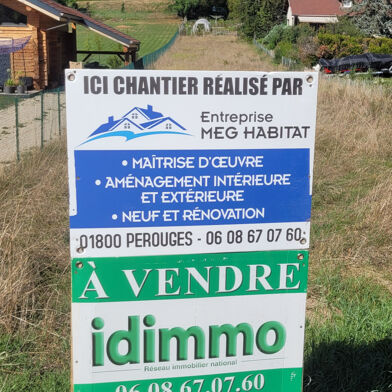 ICI CHANTIER RÉALISÉ PAR
Entreprise
MEG HABITAT
• MAÎTRISE D'ŒUVRE
• AMÉNAGEMENT INTÉRIEURE
ET EXTÉRIEURE
• NEUF ET RÉNOVATION
01800 PEROUGES - 06 08 67 07 60
À VENDRE
idimmo
Réseau immobilier national
06.08.67.07.60